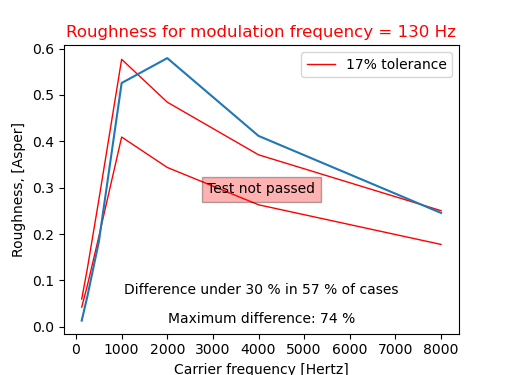 Roughness for modulation frequency = 130 Hz
0.6
0.5
0.4
0.3
0.2
0.1
0.0
Roughness, [Asper]
17% tolerance
Test not passed
Difference under 30 % in 57 % of cases
Maximum difference: 74 %
0 1000 2000 3000 4000 5000 6000 7000 8000
Carrier frequency [Hertz]